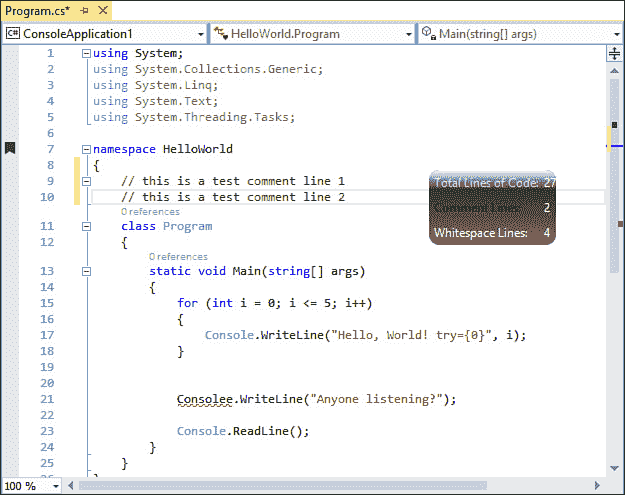 Program.cs*
C# ConsoleApplication1 HelloWorld.Program Main(string[] args)
1 using System;
2 using System.Collections.Generic;
3 using System.Linq;
4 using System.Text;
5 using System.Threading.Tasks;
6
7 namespace HelloWorld
8 {
9 // this is a test comment line 1
10 // this is a test comment line 2
Total Lines of Code: 27
Comment Lines: 2
Whitespace Lines: 4
0 references
11 class Program
12 {
0 references
13 static void Main(string[] args)
14 {
15 for (int i = 0; i <= 5; i++)
16 {
17 Console.WriteLine("Hello, World! try={0}", i);
18 }
19
20
21 Consolee.WriteLine("Anyone listening?");
22
23 Console.ReadLine();
24 }
25 }
26
100 %